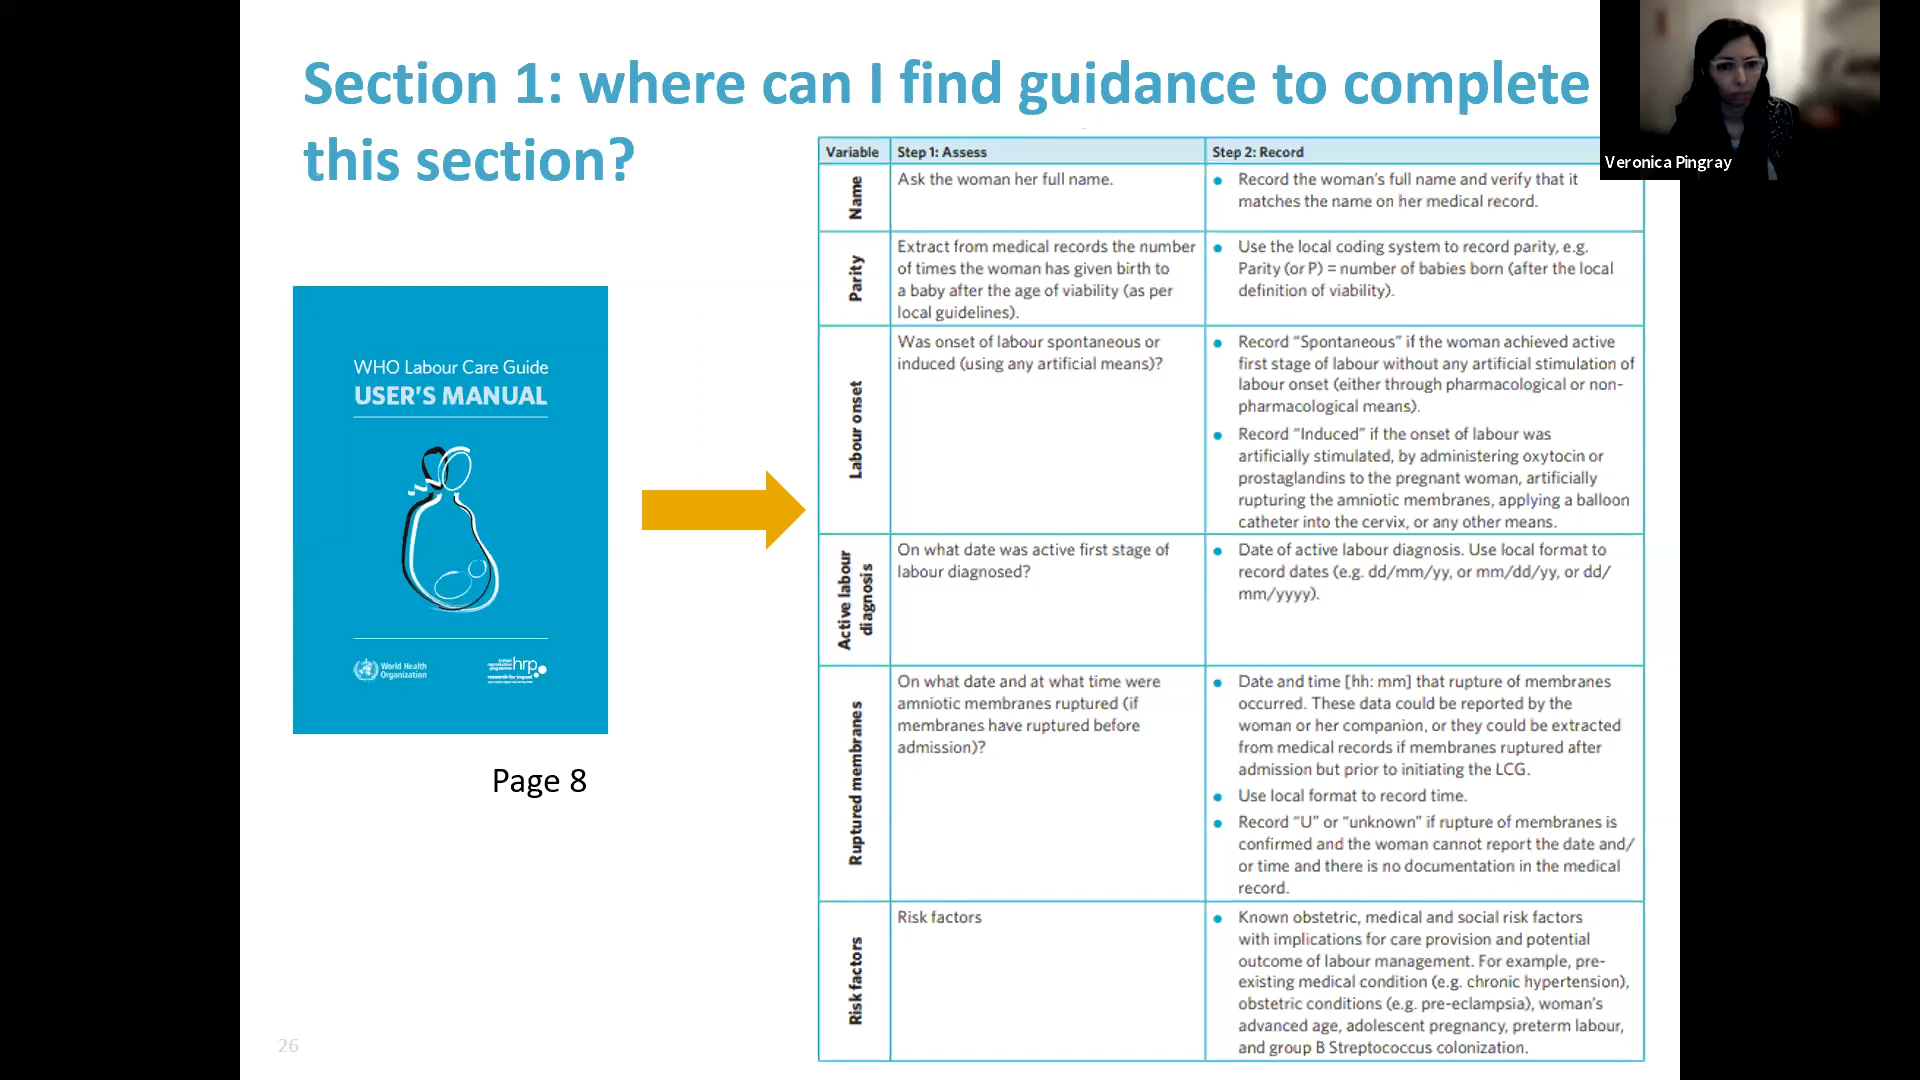 Section 1: where can I find guidance to complete
this section?
Veronica Pingray
WHO Labour Care Guide
USER'S MANUAL
World Health
Organization
hrp
research for impact
Page 8
26
Variable
Step 1: Assess
Step 2: Record
Name
Ask the woman her full name.
● Record the woman's full name and verify that it
matches the name on her medical record.
Parity
Extract from medical records the number
of times the woman has given birth to
a baby after the age of viability (as per
local guidelines).
● Use the local coding system to record parity, e.g.
Parity (or P) = number of babies born (after the local
definition of viability).
Labour onset
Was onset of labour spontaneous or
induced (using any artificial means)?
● Record “Spontaneous” if the woman achieved active
first stage of labour without any artificial stimulation of
labour onset (either through pharmacological or non-
pharmacological means).
● Record “Induced” if the onset of labour was
artificially stimulated, by administering oxytocin or
prostaglandins to the pregnant woman, artificially
rupturing the amniotic membranes, applying a balloon
catheter into the cervix, or any other means.
Active labour
diagnosis
On what date was active first stage of
labour diagnosed?
● Date of active labour diagnosis. Use local format to
record dates (e.g. dd/mm/yy, or mm/dd/yy, or dd/
mm/yyyy).
Ruptured membranes
On what date and at what time were
amniotic membranes ruptured (if
membranes have ruptured before
admission)?
● Date and time [hh: mm] that rupture of membranes
occurred. These data could be reported by the
woman or her companion, or they could be extracted
from medical records if membranes ruptured after
admission but prior to initiating the LCG.
● Use local format to record time.
● Record “U” or “unknown” if rupture of membranes is
confirmed and the woman cannot report the date and/
or time and there is no documentation in the medical
record.
Risk factors
Risk factors
● Known obstetric, medical and social risk factors
with implications for care provision and potential
outcome of labour management. For example, pre-
existing medical condition (e.g. chronic hypertension),
obstetric conditions (e.g. pre-eclampsia), woman's
advanced age, adolescent pregnancy, preterm labour,
and group B Streptococcus colonization.